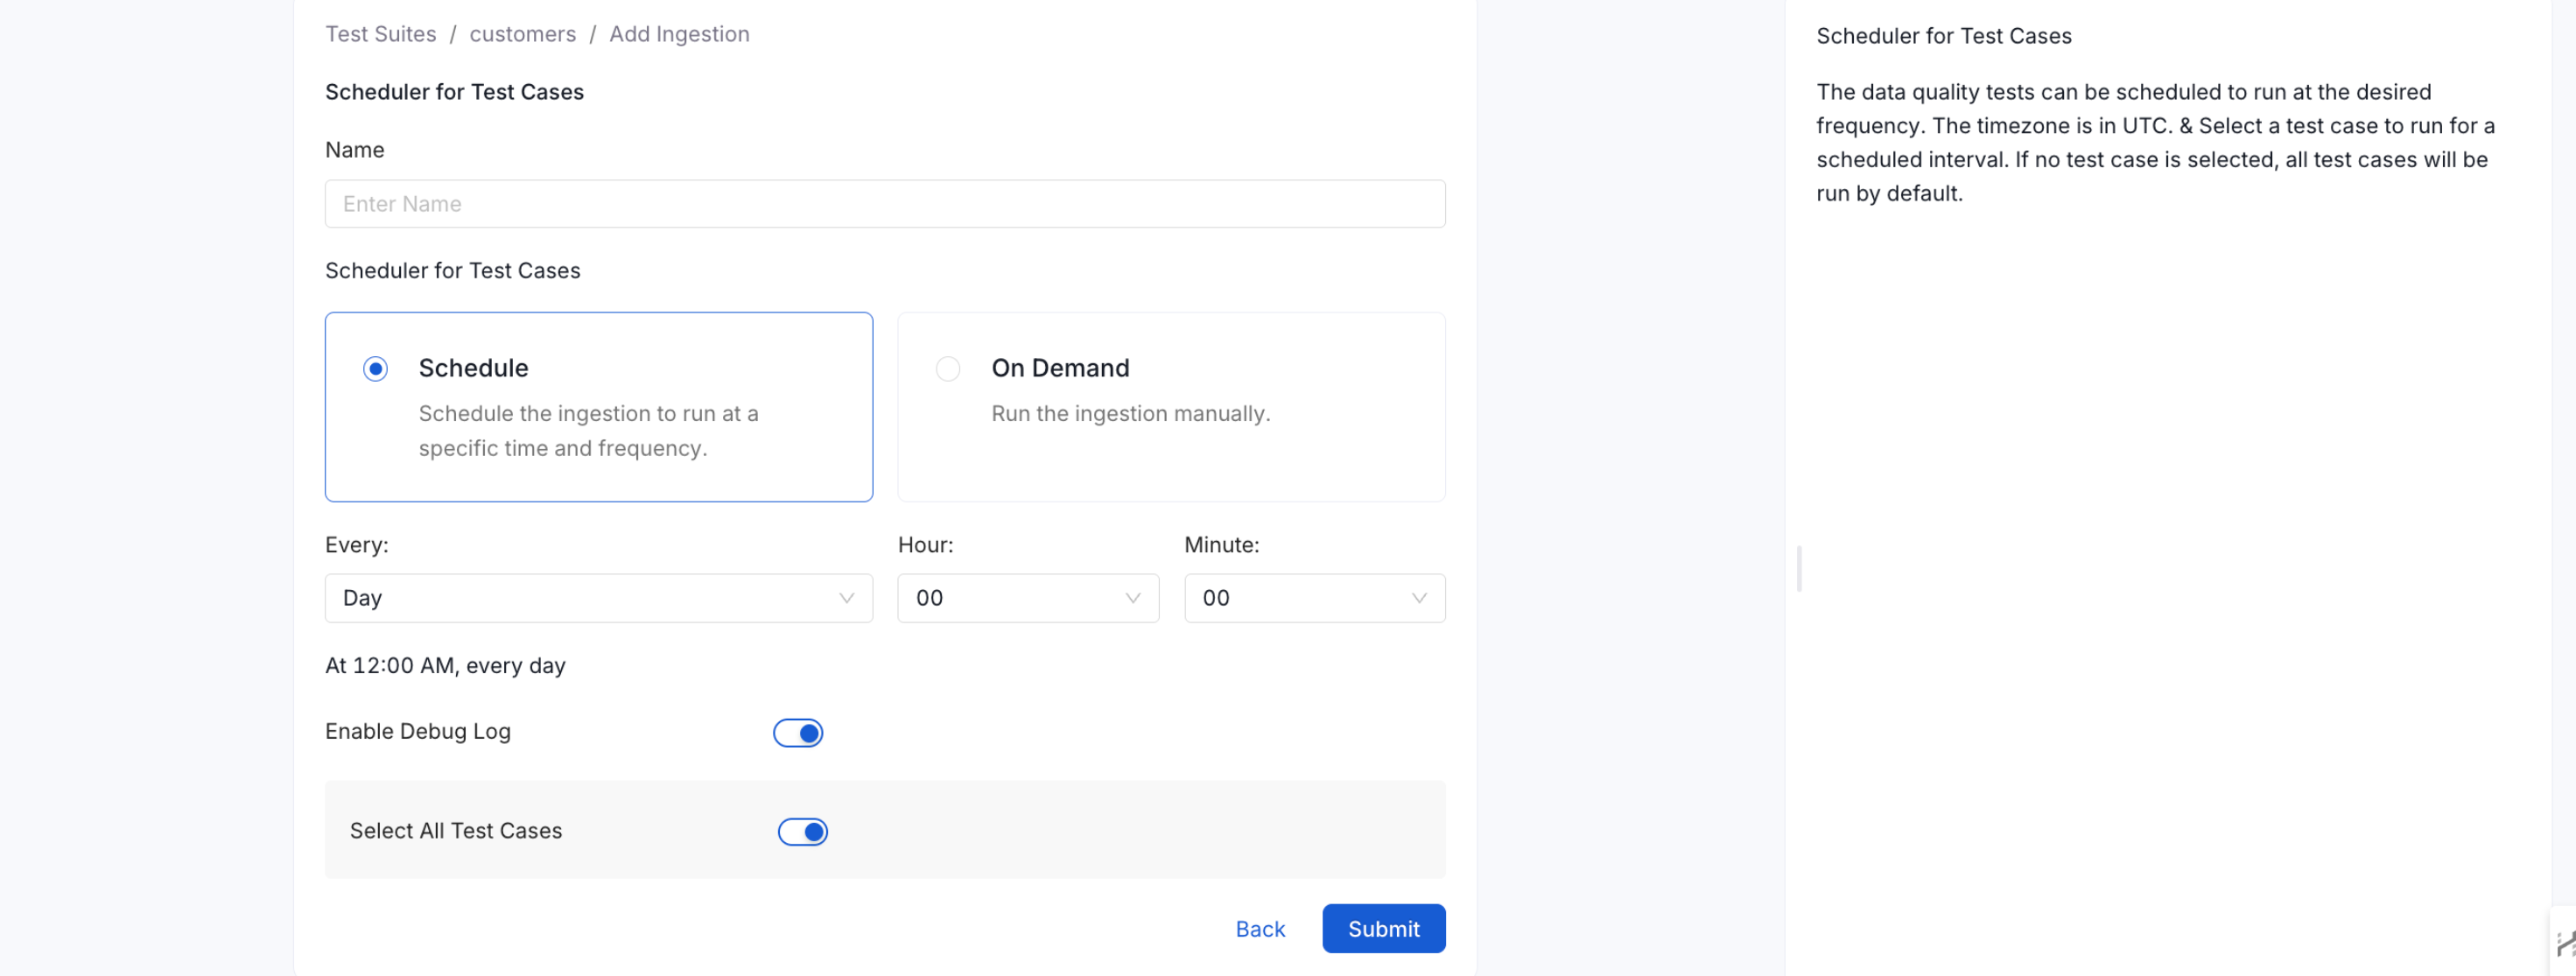 Test Suites / customers / Add Ingestion
Scheduler for Test Cases
Name
Enter Name
Scheduler for Test Cases
Schedule
Schedule the ingestion to run at a
specific time and frequency.
On Demand
Run the ingestion manually.
Every:
Hour:
Minute:
Day
00
00
At 12:00 AM, every day
Enable Debug Log
Select All Test Cases
Back
Submit
Scheduler for Test Cases
The data quality tests can be scheduled to run at the desired
frequency. The timezone is in UTC. & Select a test case to run for a
scheduled interval. If no test case is selected, all test cases will be
run by default.